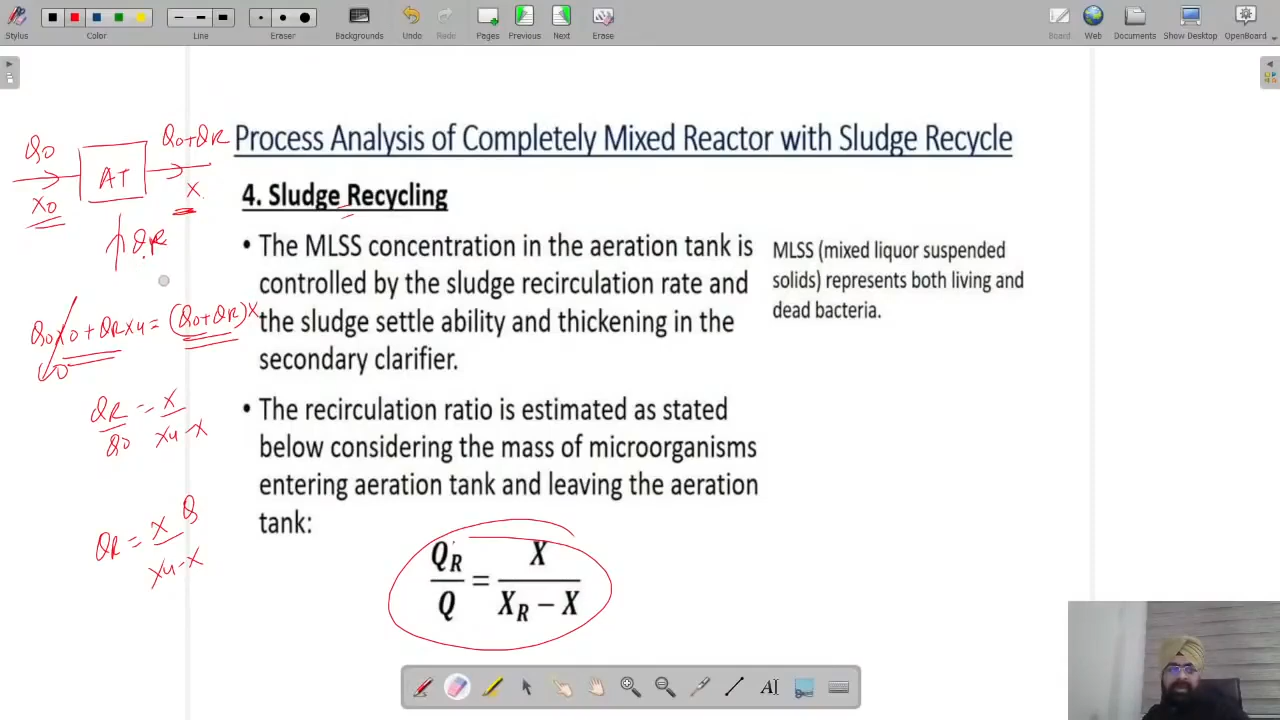 Stylus
Color
Line
Eraser
Backgrounds
Undo
Redo
Pages
Previous
Next
Erase
Board
Web
Documents
Show Desktop
OpenBoard
Process Analysis of Completely Mixed Reactor with Sludge Recycle
4. Sludge Recycling
• The MLSS concentration in the aeration tank is
controlled by the sludge recirculation rate and
the sludge settle ability and thickening in the
secondary clarifier.
• The recirculation ratio is estimated as stated
below considering the mass of microorganisms
entering aeration tank and leaving the aeration
tank:
Q_R/Q = X/(X_R − X)
MLSS (mixed liquor suspended
solids) represents both living and
dead bacteria.
Q0
X0
AT
Q0+QR
X
QR
Q0X0 + QRXu = (Q0+QR)X
0
QR/Q0 = X/(Xu-X)
QR = X Q/(Xu-X)
AI